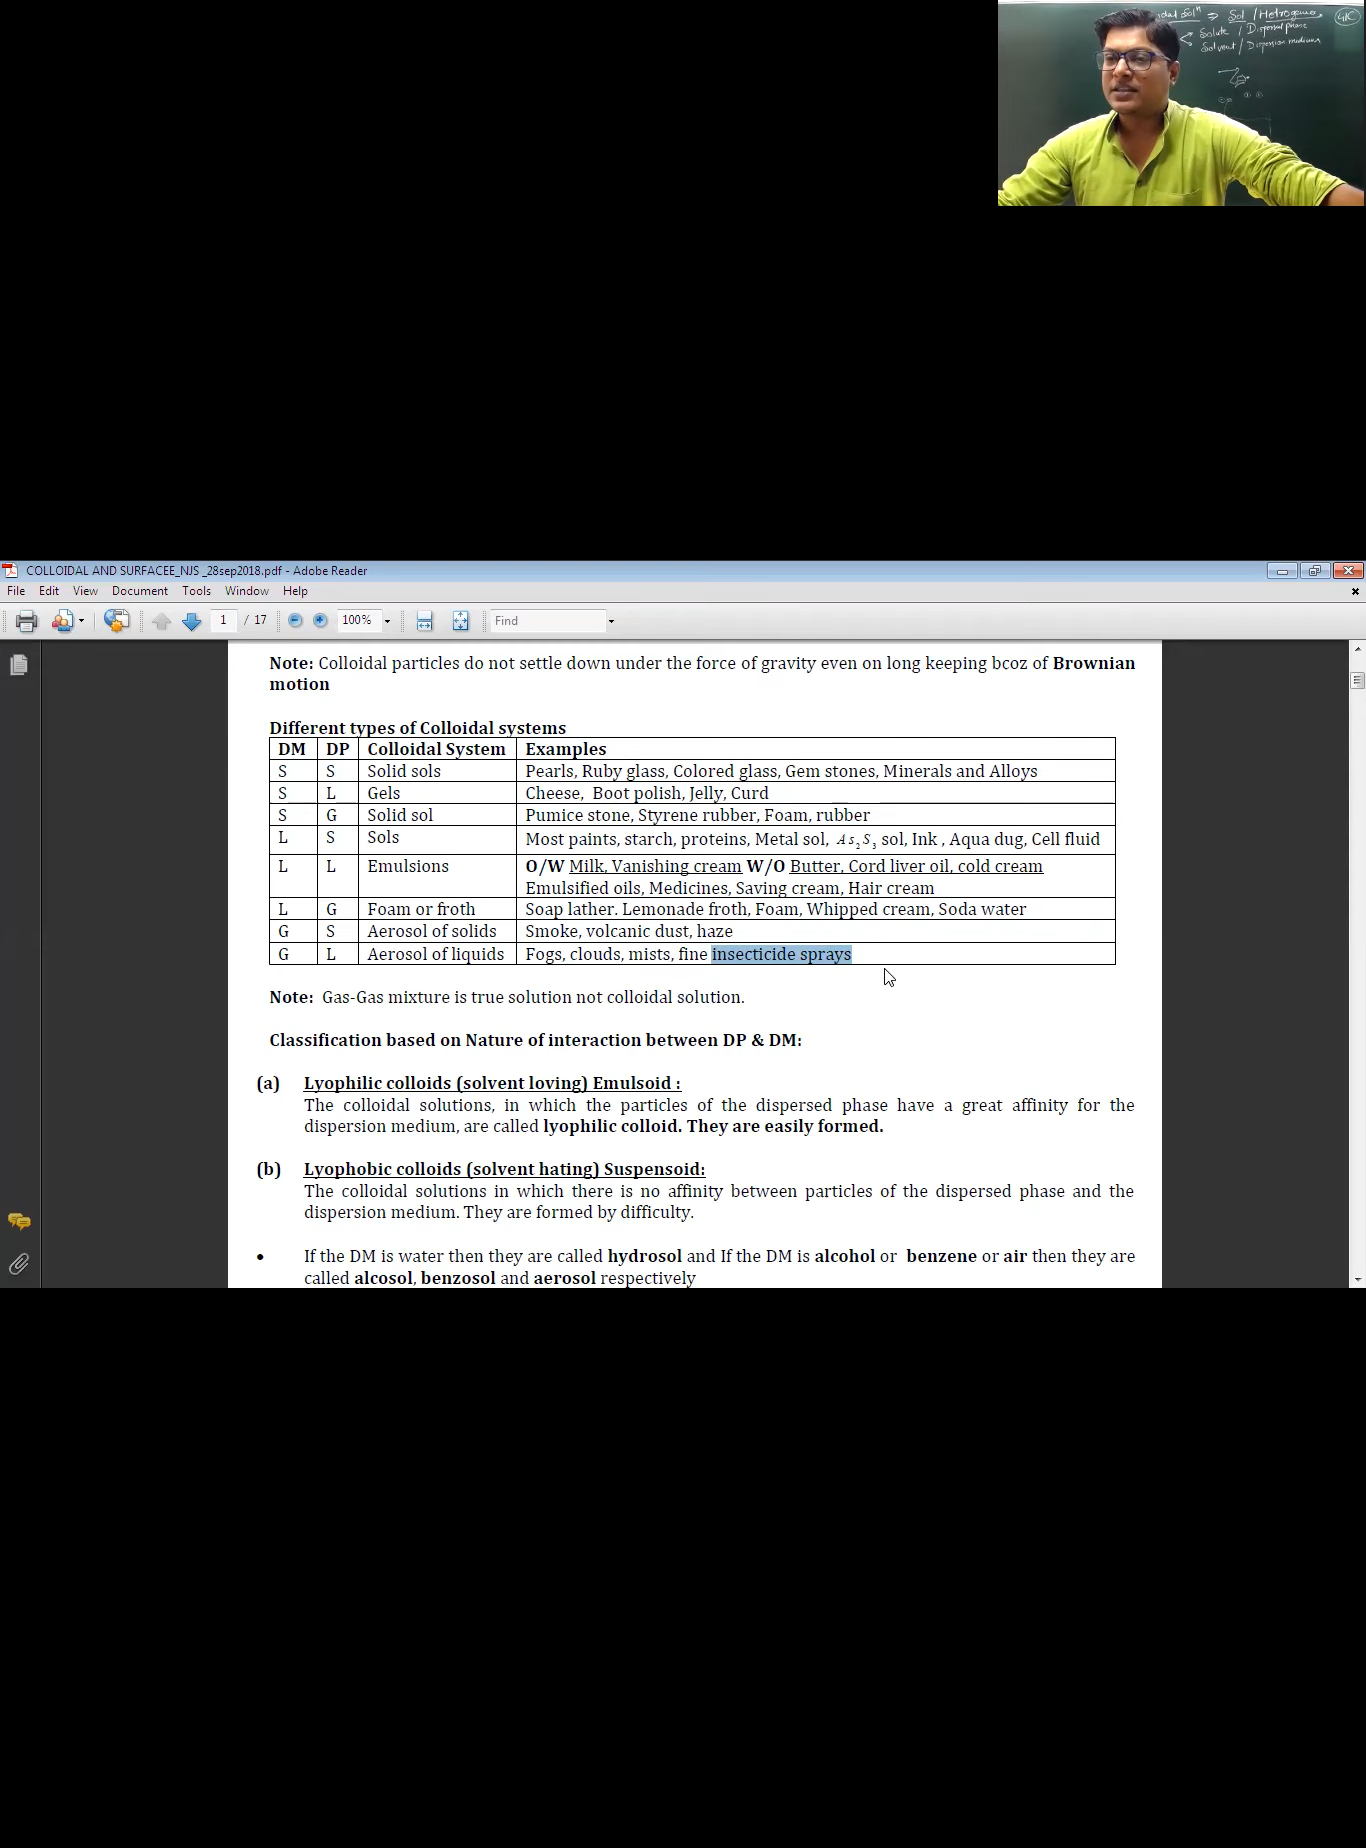 ⇒ Sol / Hetrogeneous
Solute / Dispersal phase
Solvent / Dispersion medium
COLLOIDAL AND SURFACEE_NJS _28sep2018.pdf - Adobe Reader
File Edit View Document Tools Window Help
1 / 17 100% Find
Note: Colloidal particles do not settle down under the force of gravity even on long keeping bcoz of Brownian
motion
Different types of Colloidal systems
DM DP Colloidal System Examples
S S Solid sols Pearls, Ruby glass, Colored glass, Gem stones, Minerals and Alloys
S L Gels Cheese, Boot polish, Jelly, Curd
S G Solid sol Pumice stone, Styrene rubber, Foam, rubber
L S Sols Most paints, starch, proteins, Metal sol, As₂S₃ sol, Ink , Aqua dug, Cell fluid
L L Emulsions O/W Milk, Vanishing cream W/O Butter, Cord liver oil, cold cream
Emulsified oils, Medicines, Saving cream, Hair cream
L G Foam or froth Soap lather. Lemonade froth, Foam, Whipped cream, Soda water
G S Aerosol of solids Smoke, volcanic dust, haze
G L Aerosol of liquids Fogs, clouds, mists, fine insecticide sprays
Note: Gas-Gas mixture is true solution not colloidal solution.
Classification based on Nature of interaction between DP & DM:
(a) Lyophilic colloids (solvent loving) Emulsoid :
The colloidal solutions, in which the particles of the dispersed phase have a great affinity for the
dispersion medium, are called lyophilic colloid. They are easily formed.
(b) Lyophobic colloids (solvent hating) Suspensoid:
The colloidal solutions in which there is no affinity between particles of the dispersed phase and the
dispersion medium. They are formed by difficulty.
• If the DM is water then they are called hydrosol and If the DM is alcohol or benzene or air then they are
called alcosol, benzosol and aerosol respectively